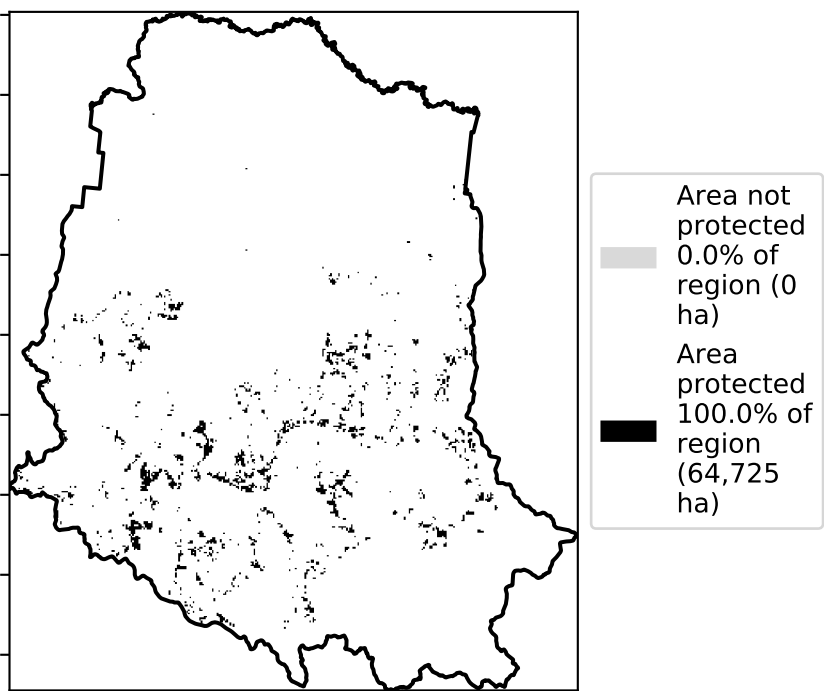 Area not
protected
0.0% of
region (0
ha)
Area
protected
100.0% of
region
(64,725
ha)